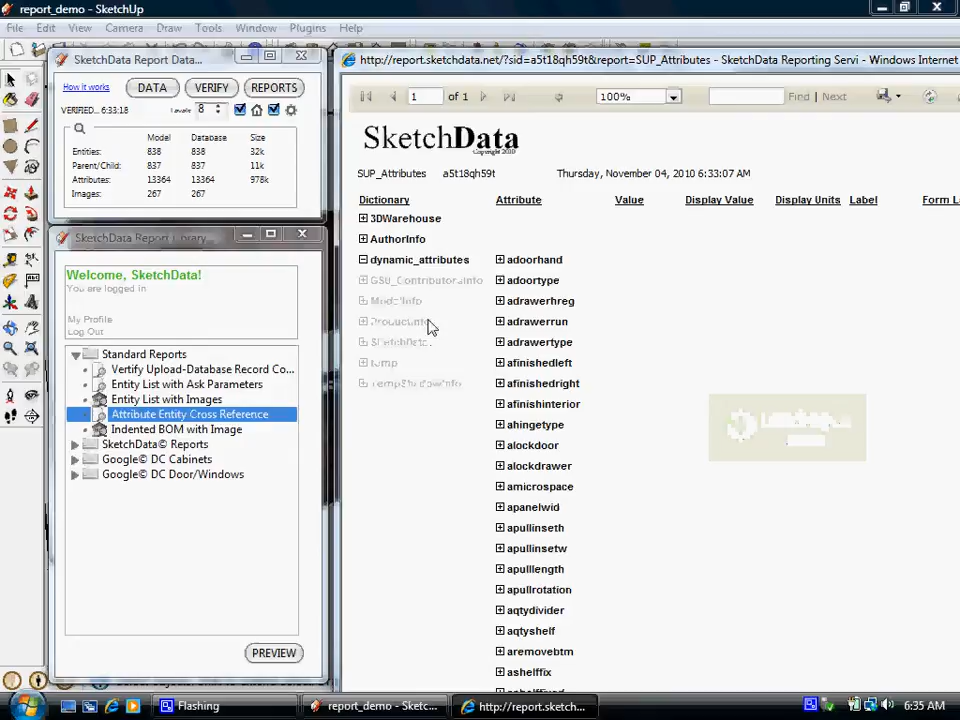 report_demo - SketchUp
File Edit View Camera Draw Tools Window Plugins Help
SketchData Report Data...
How it works DATA VERIFY REPORTS
VERIFIED... 6:33:18 Levels 8
Model Database Size
Entities: 838 838 32k
Parent/Child: 837 837 11k
Attributes: 13364 13364 978k
Images: 267 267
SketchData Report Library...
Welcome, SketchData!
You are logged in
My Profile
Log Out
Standard Reports
Verify Upload-Database Record Co...
Entity List with Ask Parameters
Entity List with Images
Attribute Entity Cross Reference
Indented BOM with Image
SketchData© Reports
Google© DC Cabinets
Google© DC Door/Windows
PREVIEW
http://report.sketchdata.net/?sid=a5t18qh59t&report=SUP_Attributes - SketchData Reporting Servi - Windows Internet
1 of 1 100% Find | Next
SketchData
Copyright 2010
SUP_Attributes a5t18qh59t Thursday, November 04, 2010 6:33:07 AM
Dictionary Attribute Value Display Value Display Units Label Form L
3DWarehouse
AuthorInfo
dynamic_attributes adoorhand
GSU_ContributorsInfo adoortype
adrawerhreg
adrawerrun
adrawertype
temp afinishedleft
afinishedright
afinishinterior
ahingetype
alockdoor
alockdrawer
amicrospace
apanelwid
apullinseth
apullinsetw
apulllength
apullrotation
aqtydivider
aqtyshelf
aremovebtm
ashelffix
Flashing report_demo - Sketc... http://report.sketch... 6:35 AM